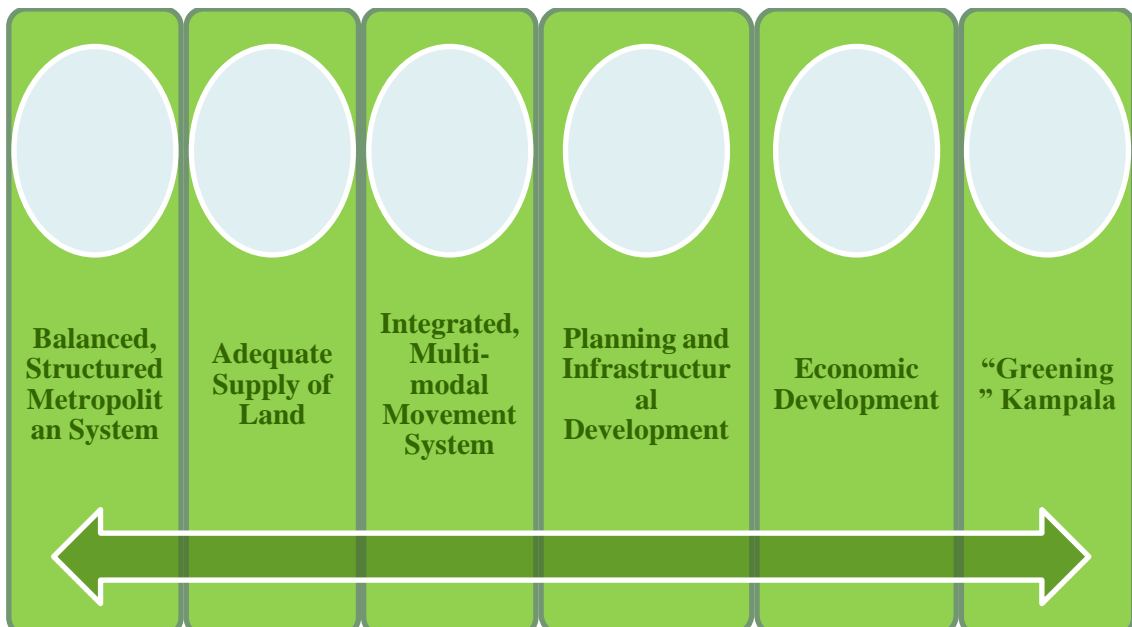 Balanced,
Structured
Metropolit
an System
Adequate
Supply of
Land
Integrated,
Multi-
modal
Movement
System
Planning and
Infrastructur
al
Development
Economic
Development
“Greening
” Kampala